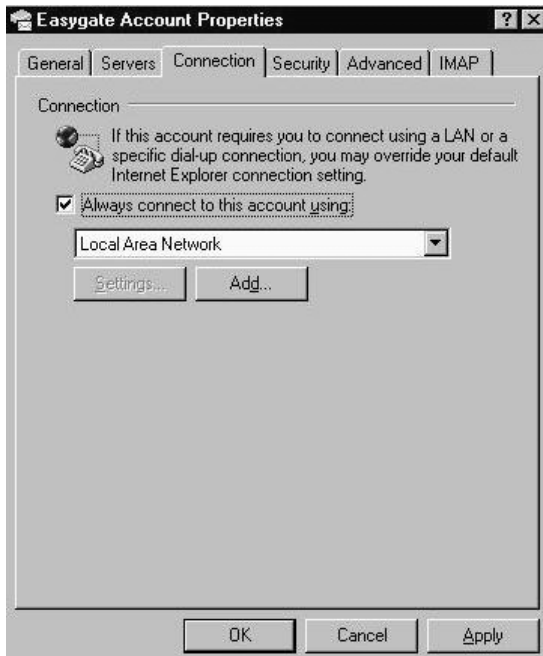 Easygate Account Properties
General Servers Connection Security Advanced IMAP
Connection
If this account requires you to connect using a LAN or a
specific dial-up connection, you may override your default
Internet Explorer connection setting.
Always connect to this account using:
Local Area Network
Settings... Add...
OK Cancel Apply